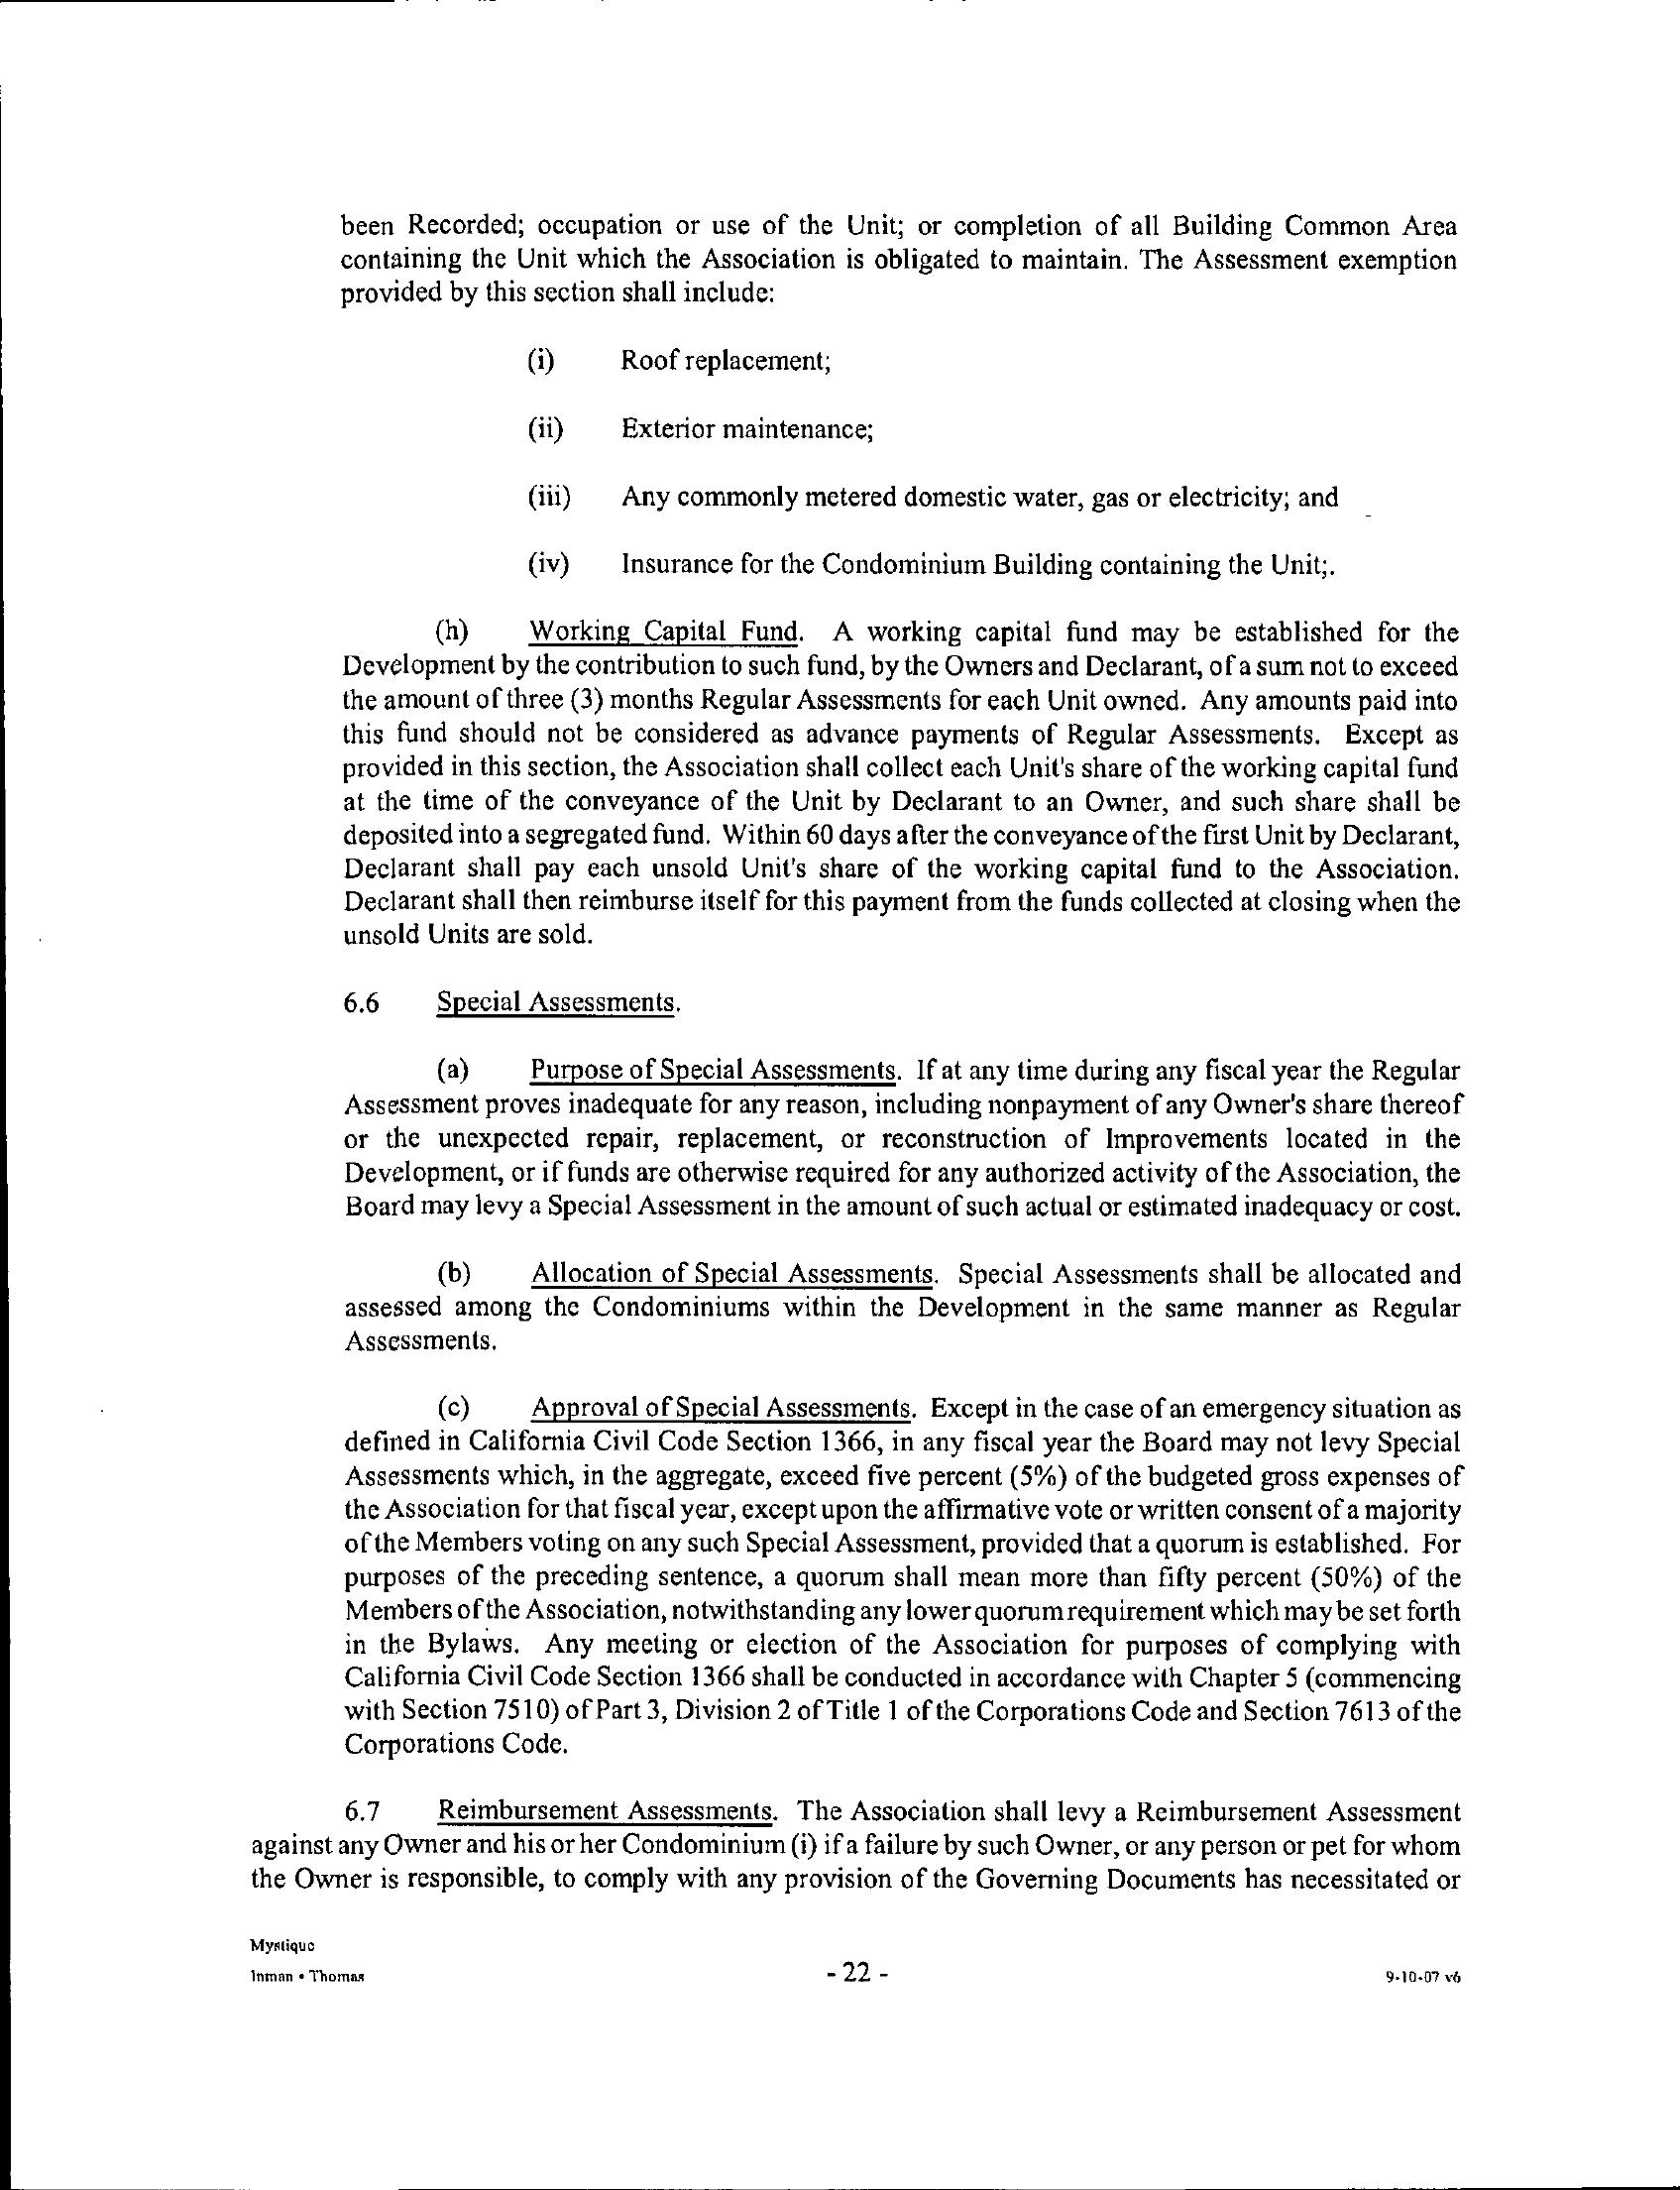 been Recorded; occupation or use of the Unit; or completion of all Building Common Area
containing the Unit which the Association is obligated to maintain. The Assessment exemption
provided by this section shall include:
(i) Roof replacement;
(ii) Exterior maintenance;
(iii) Any commonly metered domestic water, gas or electricity; and
(iv) Insurance for the Condominium Building containing the Unit;.
(h) Working Capital Fund. A working capital fund may be established for the
Development by the contribution to such fund, by the Owners and Declarant, of a sum not to exceed
the amount of three (3) months Regular Assessments for each Unit owned. Any amounts paid into
this fund should not be considered as advance payments of Regular Assessments. Except as
provided in this section, the Association shall collect each Unit's share of the working capital fund
at the time of the conveyance of the Unit by Declarant to an Owner, and such share shall be
deposited into a segregated fund. Within 60 days after the conveyance of the first Unit by Declarant,
Declarant shall pay each unsold Unit's share of the working capital fund to the Association.
Declarant shall then reimburse itself for this payment from the funds collected at closing when the
unsold Units are sold.
6.6 Special Assessments.
(a) Purpose of Special Assessments. If at any time during any fiscal year the Regular
Assessment proves inadequate for any reason, including nonpayment of any Owner's share thereof
or the unexpected repair, replacement, or reconstruction of Improvements located in the
Development, or if funds are otherwise required for any authorized activity of the Association, the
Board may levy a Special Assessment in the amount of such actual or estimated inadequacy or cost.
(b) Allocation of Special Assessments. Special Assessments shall be allocated and
assessed among the Condominiums within the Development in the same manner as Regular
Assessments.
(c) Approval of Special Assessments. Except in the case of an emergency situation as
defined in California Civil Code Section 1366, in any fiscal year the Board may not levy Special
Assessments which, in the aggregate, exceed five percent (5%) of the budgeted gross expenses of
the Association for that fiscal year, except upon the affirmative vote or written consent of a majority
of the Members voting on any such Special Assessment, provided that a quorum is established. For
purposes of the preceding sentence, a quorum shall mean more than fifty percent (50%) of the
Members of the Association, notwithstanding any lower quorum requirement which may be set forth
in the Bylaws. Any meeting or election of the Association for purposes of complying with
California Civil Code Section 1366 shall be conducted in accordance with Chapter 5 (commencing
with Section 7510) of Part 3, Division 2 of Title 1 of the Corporations Code and Section 7613 of the
Corporations Code.
6.7 Reimbursement Assessments. The Association shall levy a Reimbursement Assessment
against any Owner and his or her Condominium (i) if a failure by such Owner, or any person or pet for whom
the Owner is responsible, to comply with any provision of the Governing Documents has necessitated or
Mystique
Inman • Thomas
- 22 -
9-10-07 v6